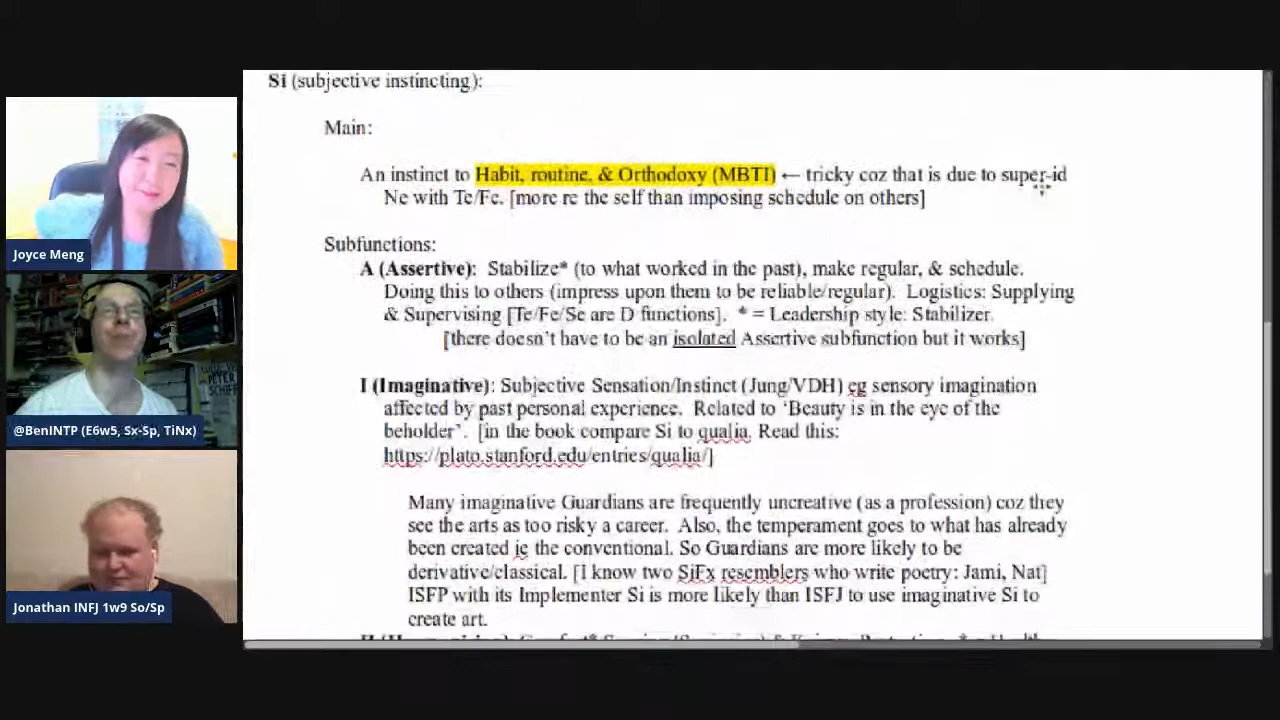 Si (subjective instincting):
Main:
An instinct to Habit, routine, & Orthodoxy (MBTI) ← tricky coz that is due to super-id
Ne with Te/Fe. [more re the self than imposing schedule on others]
Subfunctions:
A (Assertive): Stabilize* (to what worked in the past), make regular, & schedule.
Doing this to others (impress upon them to be reliable/regular). Logistics: Supplying
& Supervising [Te/Fe/Se are D functions]. * = Leadership style: Stabilizer.
[there doesn't have to be an isolated Assertive subfunction but it works]
I (Imaginative): Subjective Sensation/Instinct (Jung/VDH) eg sensory imagination
affected by past personal experience. Related to 'Beauty is in the eye of the
beholder'. [in the book compare Si to qualia. Read this:
https://plato.stanford.edu/entries/qualia/]
Many imaginative Guardians are frequently uncreative (as a profession) coz they
see the arts as too risky a career. Also, the temperament goes to what has already
been created ie the conventional. So Guardians are more likely to be
derivative/classical. [I know two SiFx resemblers who write poetry: Jami, Nat]
ISFP with its Implementer Si is more likely than ISFJ to use imaginative Si to
create art.
Joyce Meng
PETER
SCHIFF
@BenINTP (E6w5, Sx-Sp, TiNx)
Jonathan INFJ 1w9 So/Sp